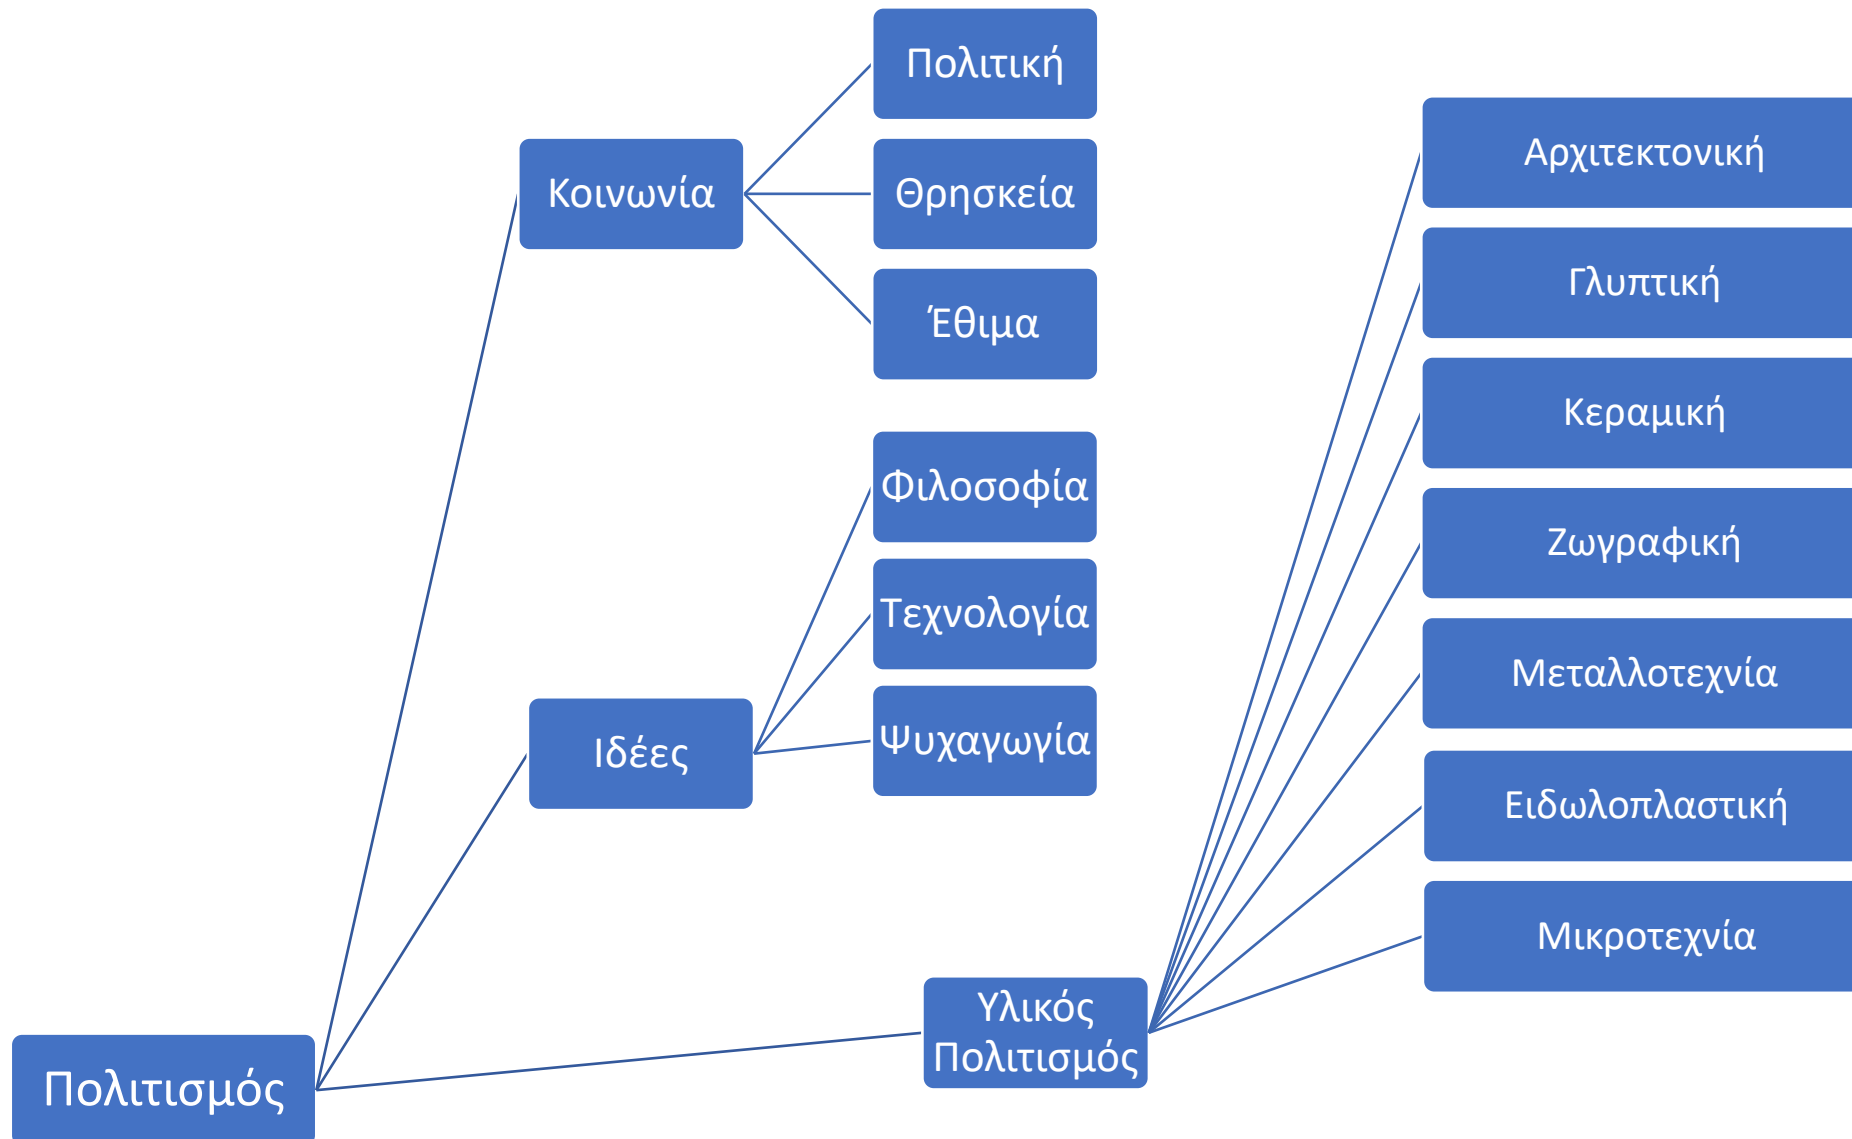 Πολιτισμός
Κοινωνία
Πολιτική
Θρησκεία
Έθιμα
Ιδέες
Φιλοσοφία
Τεχνολογία
Ψυχαγωγία
Υλικός
Πολιτισμός
Αρχιτεκτονική
Γλυπτική
Κεραμική
Ζωγραφική
Μεταλλοτεχνία
Ειδωλοπλαστική
Μικροτεχνία